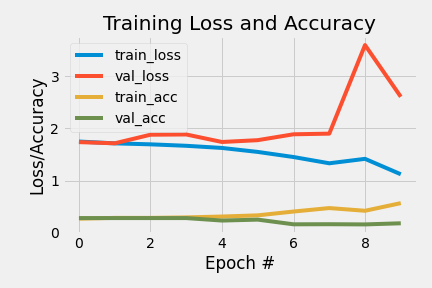 Training Loss and Accuracy
train_loss
val_loss
train_acc
val_acc
Loss/Accuracy
3
2
1
0
0 2 4 6 8
Epoch #